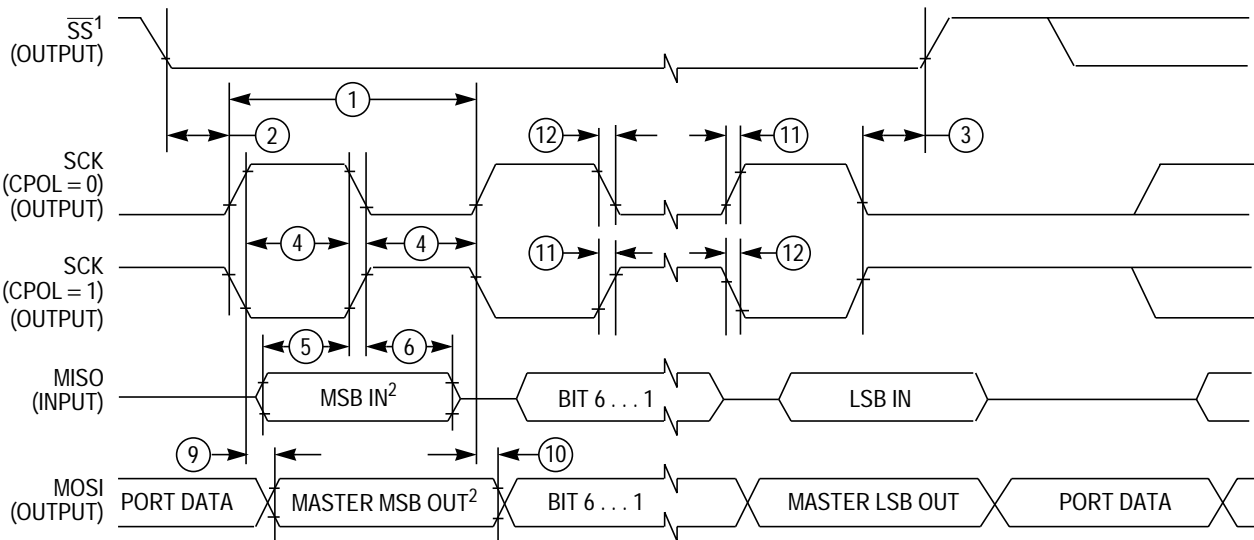 SS¹
(OUTPUT)
1
2
12
11
3
SCK
(CPOL = 0)
(OUTPUT)
4
4
11
12
SCK
(CPOL = 1)
(OUTPUT)
5
6
MISO
(INPUT)
MSB IN²
BIT 6 . . . 1
LSB IN
9
10
MOSI
(OUTPUT)
PORT DATA
MASTER MSB OUT²
BIT 6 . . . 1
MASTER LSB OUT
PORT DATA